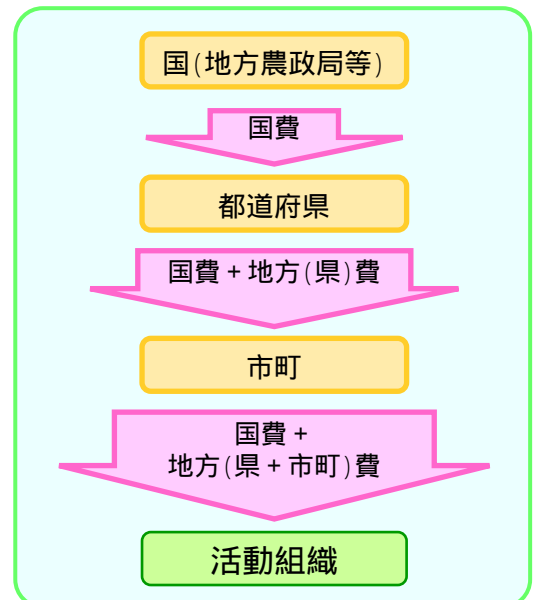 国(地方農政局等)
国費
都道府県
国費+地方(県)費
市町
国費+
地方(県+市町)費
活動組織